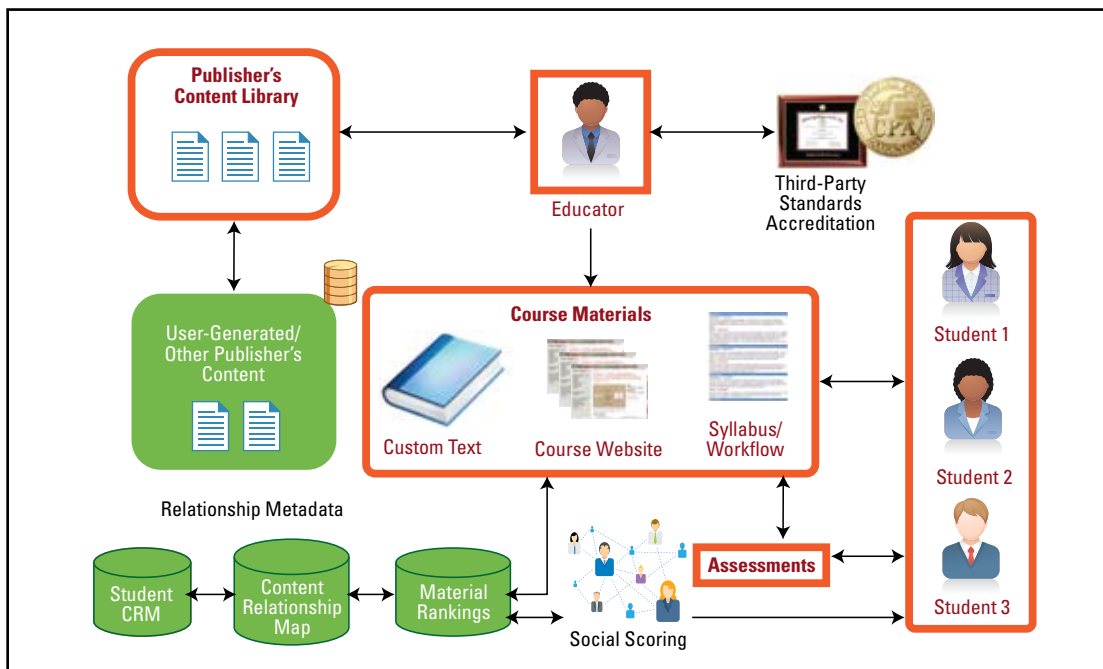 Publisher's
Content Library
Educator
CPA
Third-Party
Standards
Accreditation
User-Generated/
Other Publisher's
Content
Course Materials
Custom Text
Course Website
Syllabus/
Workflow
Student 1
Student 2
Student 3
Relationship Metadata
Student
CRM
Content
Relationship
Map
Material
Rankings
Social Scoring
Assessments